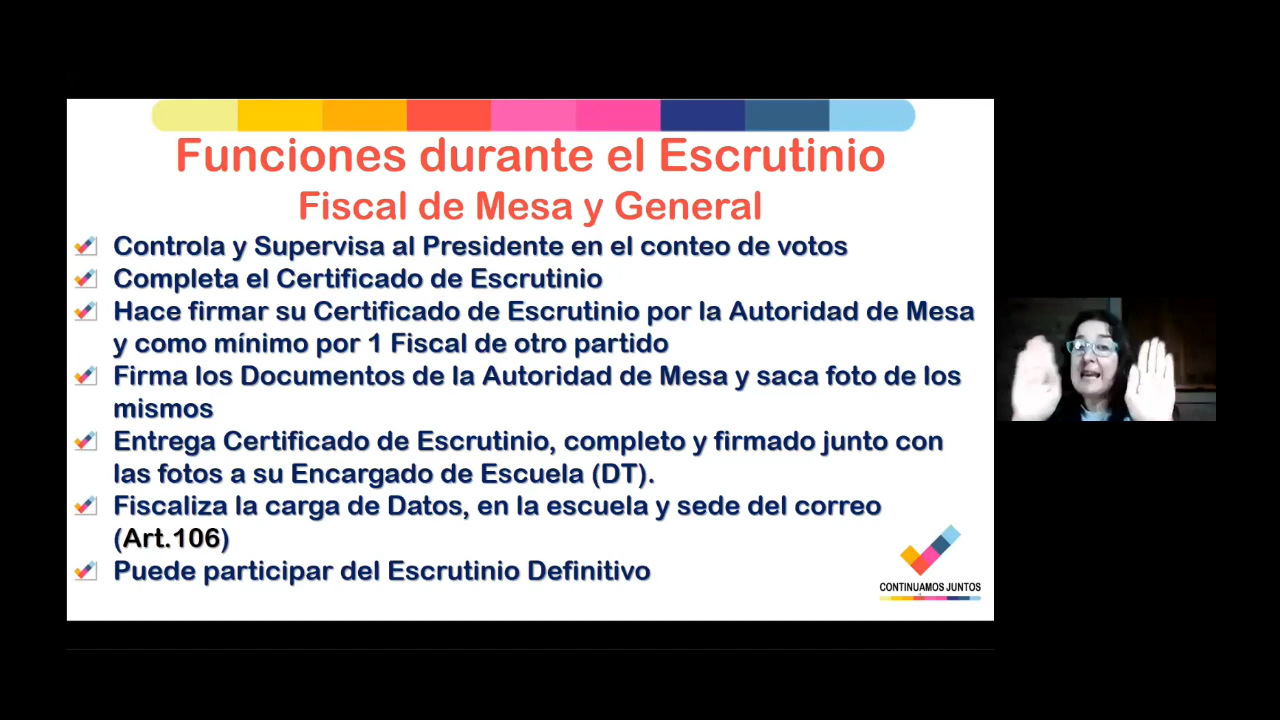 Funciones durante el Escrutinio
Fiscal de Mesa y General
Controla y Supervisa al Presidente en el conteo de votos
Completa el Certificado de Escrutinio
Hace firmar su Certificado de Escrutinio por la Autoridad de Mesa
y como mínimo por 1 Fiscal de otro partido
Firma los Documentos de la Autoridad de Mesa y saca foto de los
mismos
Entrega Certificado de Escrutinio, completo y firmado junto con
las fotos a su Encargado de Escuela (DT).
Fiscaliza la carga de Datos, en la escuela y sede del correo
(Art.106)
Puede participar del Escrutinio Definitivo
CONTINUAMOS JUNTOS